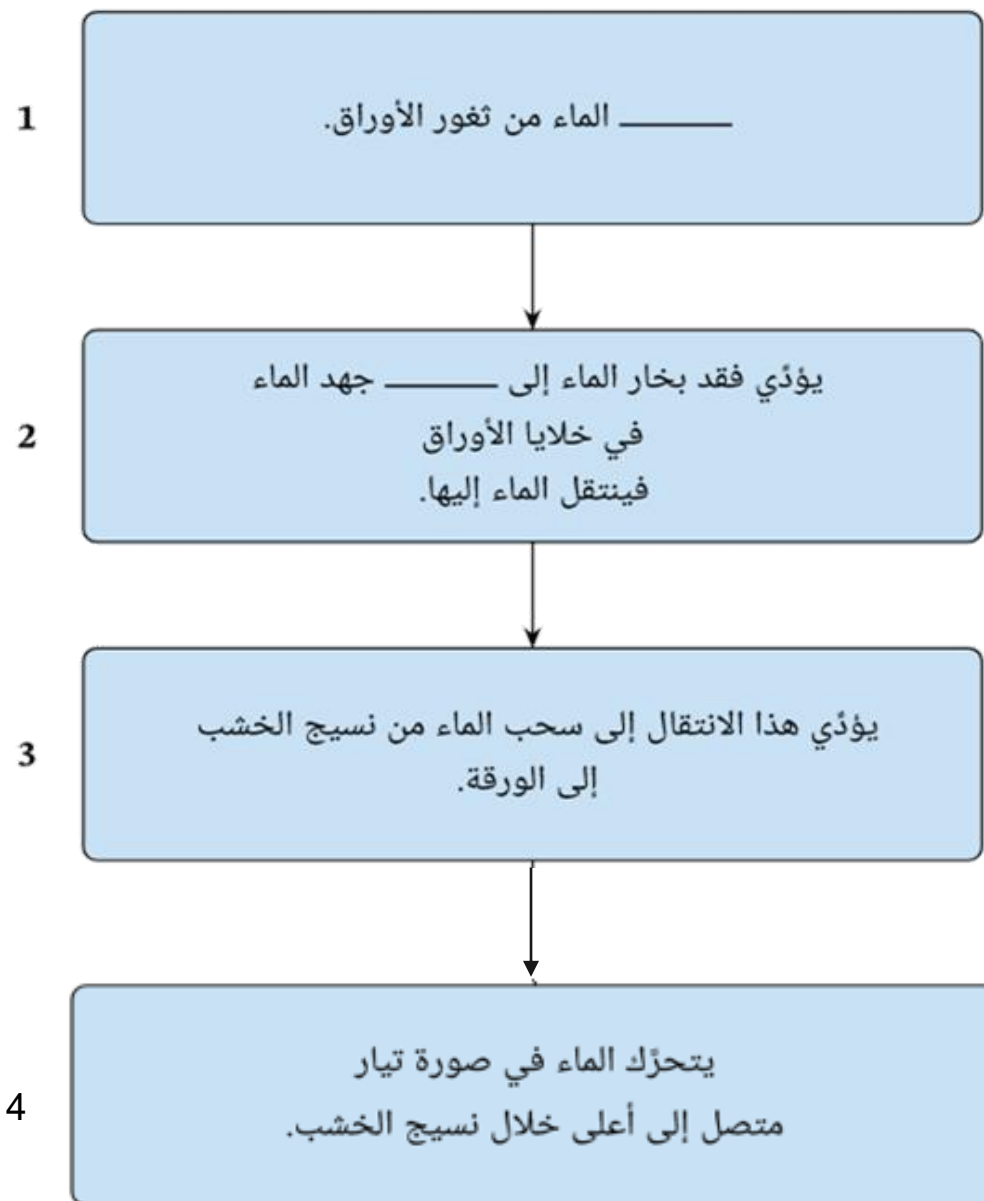 1
ــــــــ الماء من ثغور الأوراق.
2
يؤدِّي فقد بخار الماء إلى ــــــــ جهد الماء
في خلايا الأوراق
فينتقل الماء إليها.
3
يؤدِّي هذا الانتقال إلى سحب الماء من نسيج الخشب
إلى الورقة.
4
يتحرَّك الماء في صورة تيار
متصل إلى أعلى خلال نسيج الخشب.